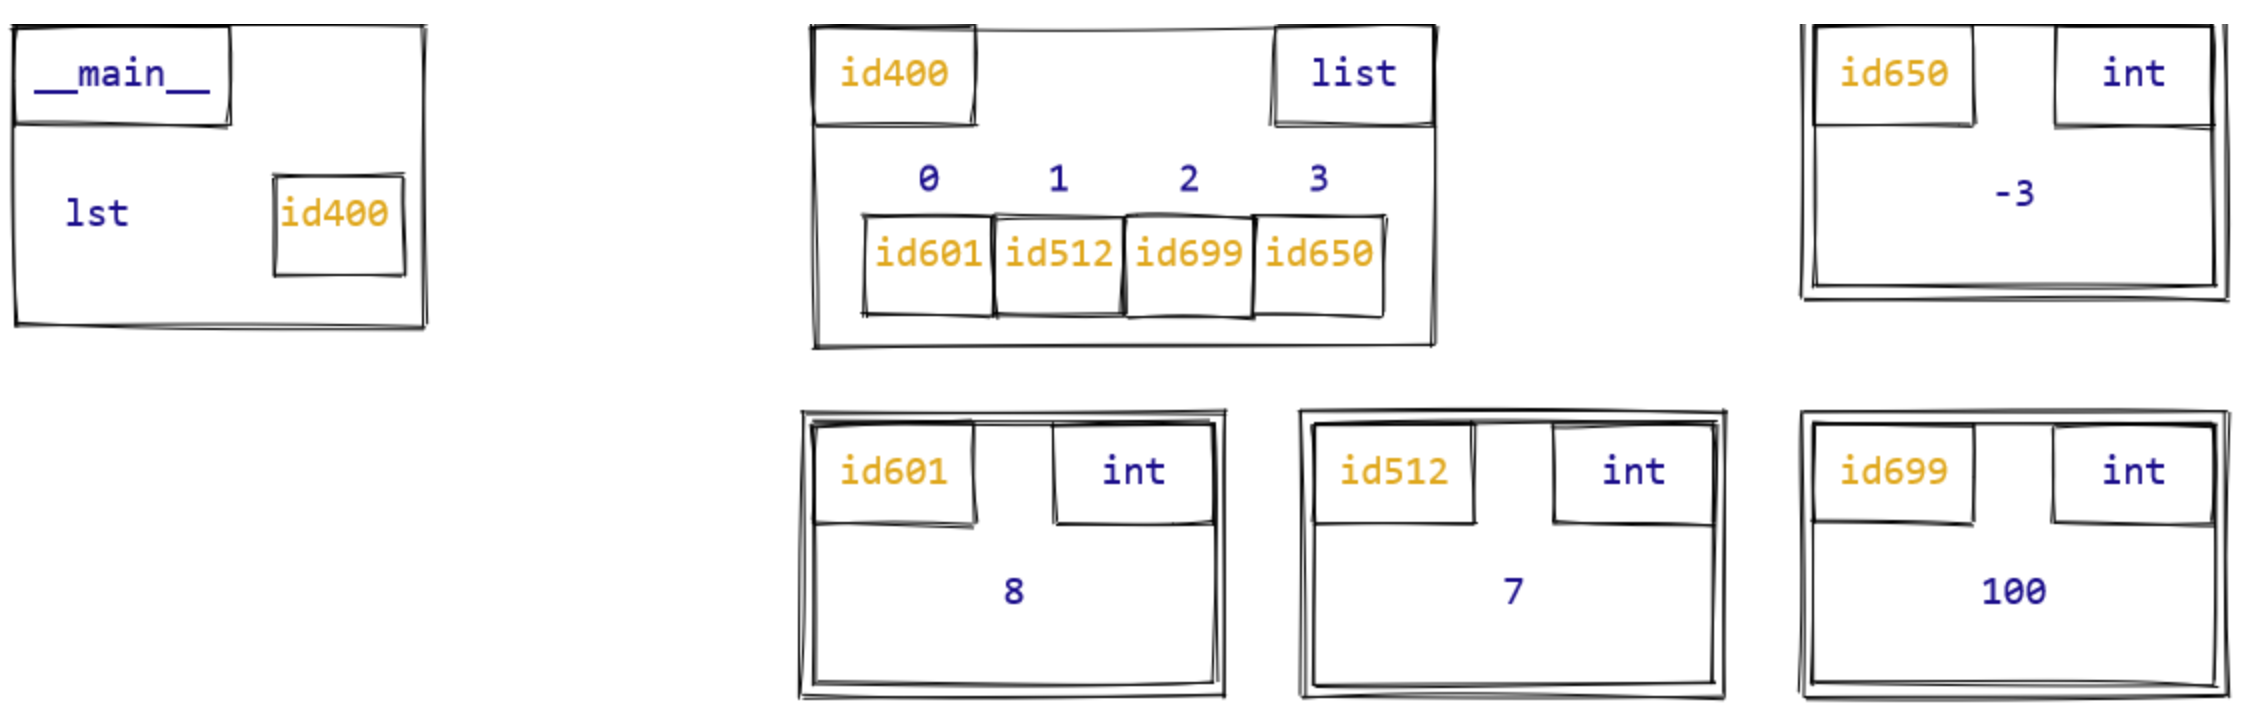 __main__
lst id400
id400 list
0 1 2 3
id601 id512 id699 id650
id650 int
-3
id601 int
8
id512 int
7
id699 int
100